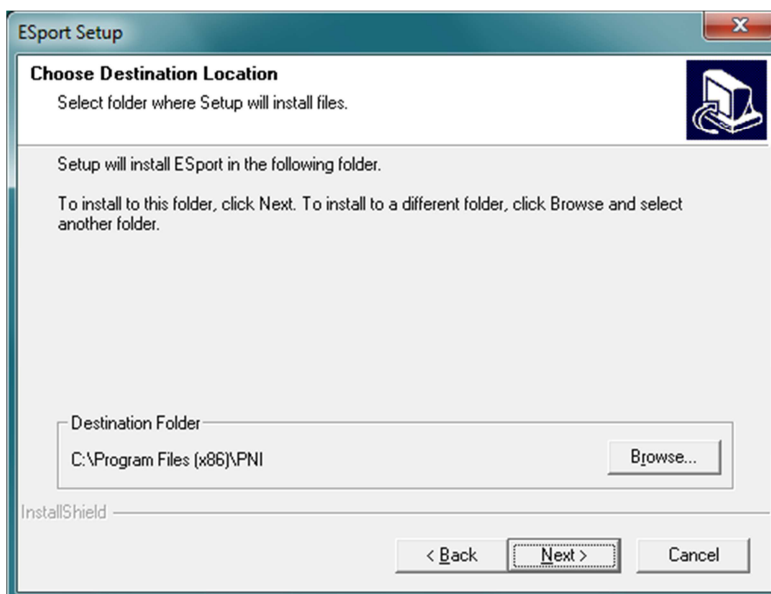 ESport Setup
Choose Destination Location
Select folder where Setup will install files.
Setup will install ESport in the following folder.
To install to this folder, click Next. To install to a different folder, click Browse and select
another folder.
Destination Folder
C:\Program Files (x86)\PNI
Browse...
InstallShield
< Back
Next >
Cancel